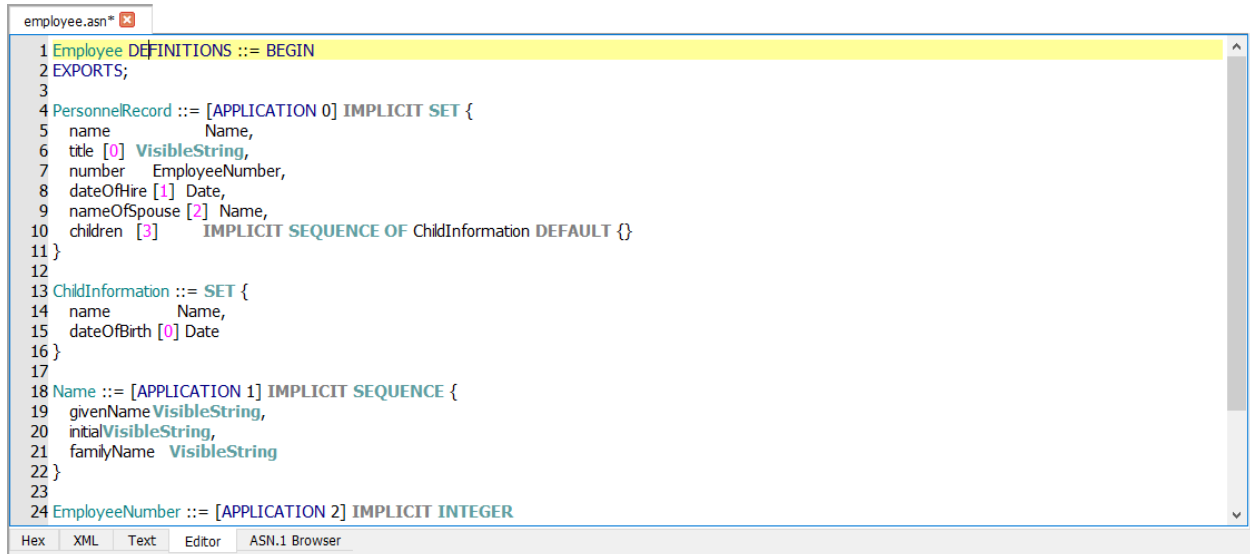 employee.asn*
1 Employee DEFINITIONS ::= BEGIN
2 EXPORTS;
3
4 PersonnelRecord ::= [APPLICATION 0] IMPLICIT SET {
5 name Name,
6 title [0] VisibleString,
7 number EmployeeNumber,
8 dateOfHire [1] Date,
9 nameOfSpouse [2] Name,
10 children [3] IMPLICIT SEQUENCE OF ChildInformation DEFAULT {}
11 }
12
13 ChildInformation ::= SET {
14 name Name,
15 dateOfBirth [0] Date
16 }
17
18 Name ::= [APPLICATION 1] IMPLICIT SEQUENCE {
19 givenName VisibleString,
20 initialVisibleString,
21 familyName VisibleString
22 }
23
24 EmployeeNumber ::= [APPLICATION 2] IMPLICIT INTEGER
Hex XML Text Editor ASN.1 Browser